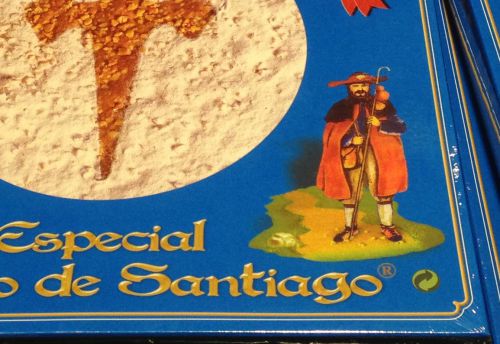 Especial
o de Santiago®